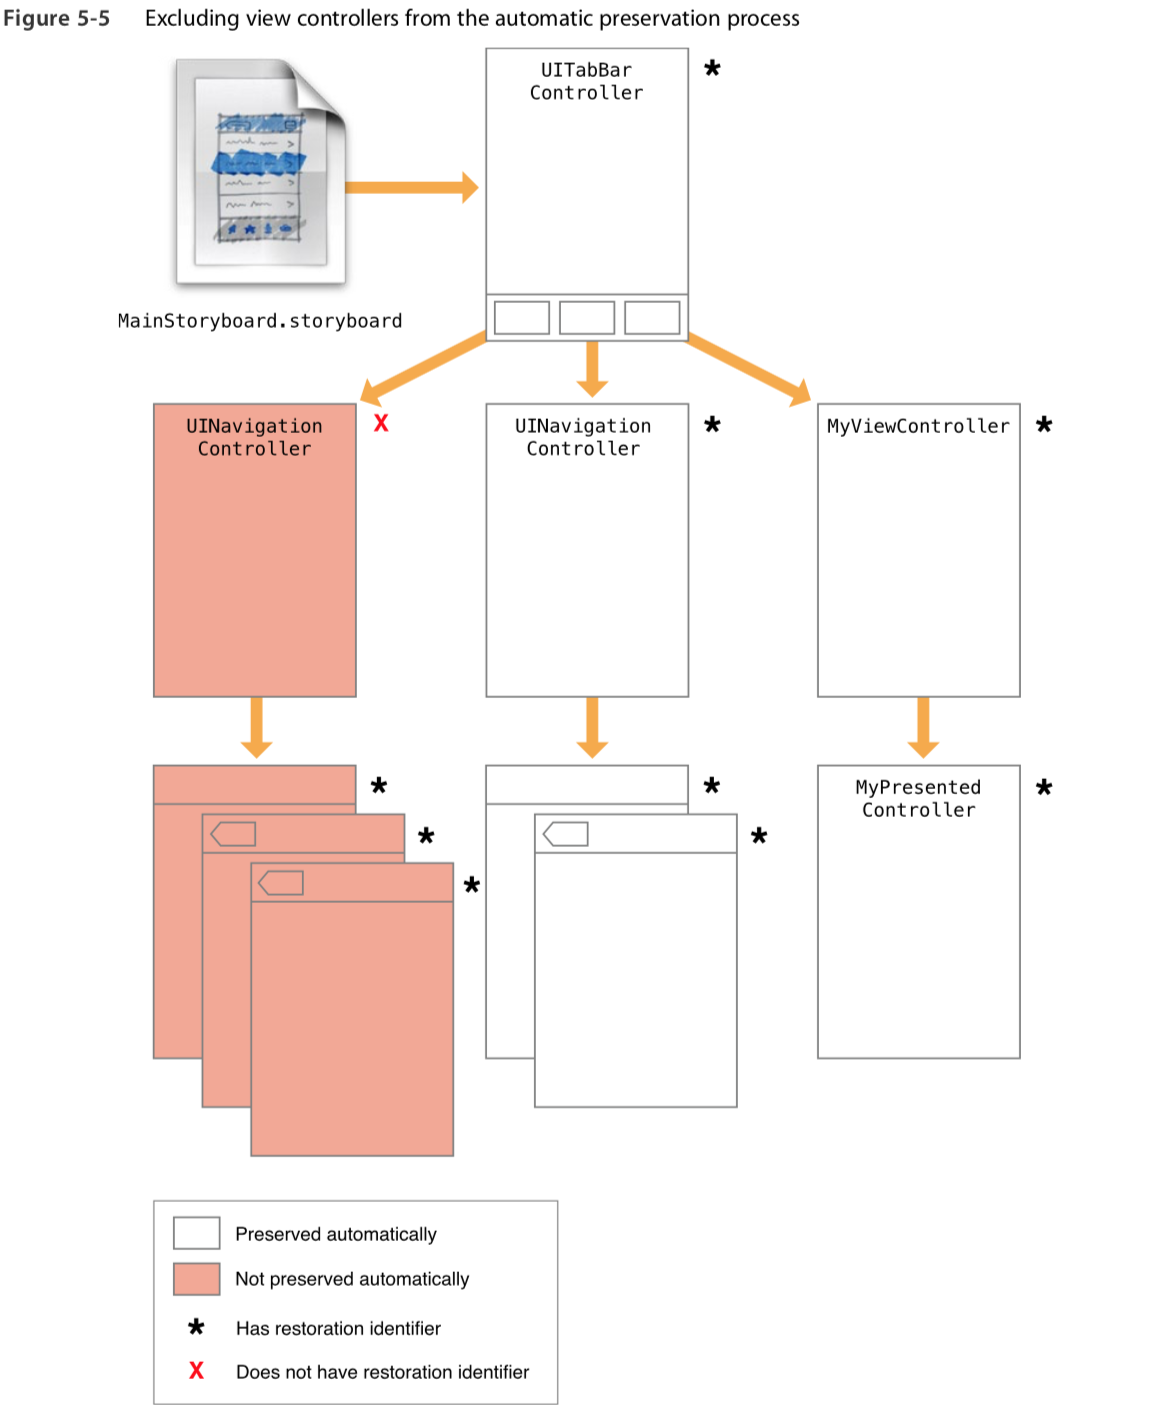 Figure 5-5 Excluding view controllers from the automatic preservation process
UITabBar
Controller
*
MainStoryboard.storyboard
UINavigation
Controller
X
UINavigation
Controller
*
MyViewController
*
*
*
*
*
*
MyPresented
Controller
*
Preserved automatically
Not preserved automatically
* Has restoration identifier
X Does not have restoration identifier